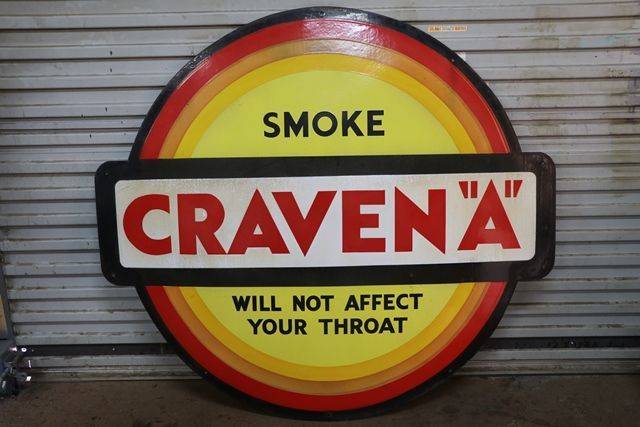 SMOKE
CRAVEN "A"
WILL NOT AFFECT
YOUR THROAT